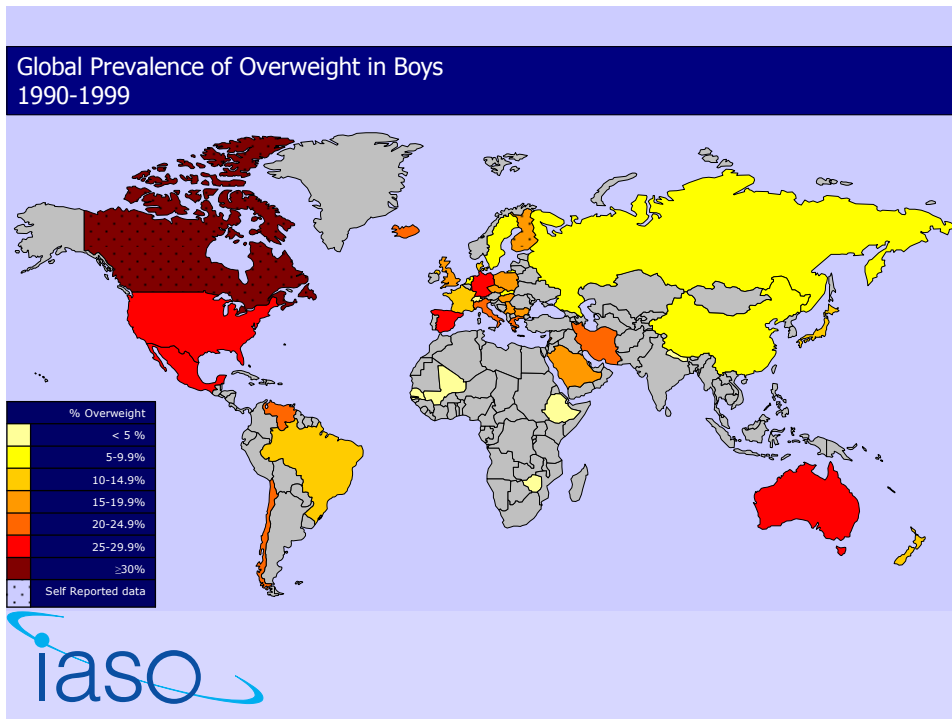 Global Prevalence of Overweight in Boys
1990-1999
% Overweight
< 5 %
5-9.9%
10-14.9%
15-19.9%
20-24.9%
25-29.9%
≥30%
Self Reported data
iaso